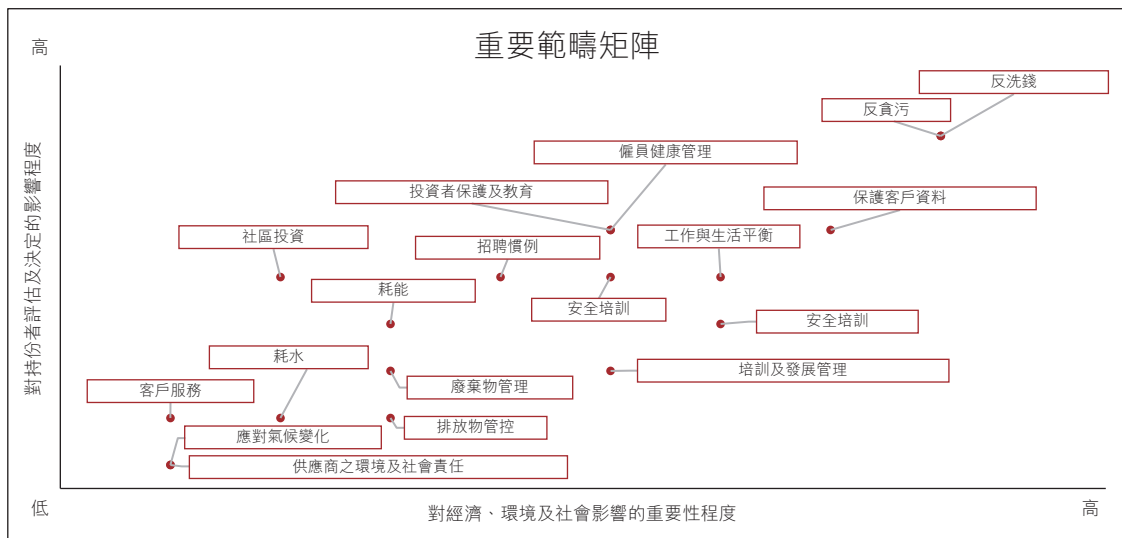 重要範疇矩陣
高
反洗錢
反貪污
僱員健康管理
投資者保護及教育
保護客戶資料
社區投資
招聘慣例
工作與生活平衡
耗能
安全培訓
安全培訓
耗水
培訓及發展管理
廢棄物管理
客戶服務
排放物管控
應對氣候變化
供應商之環境及社會責任
對持份者評估及決定的影響程度
低
對經濟、環境及社會影響的重要性程度
高